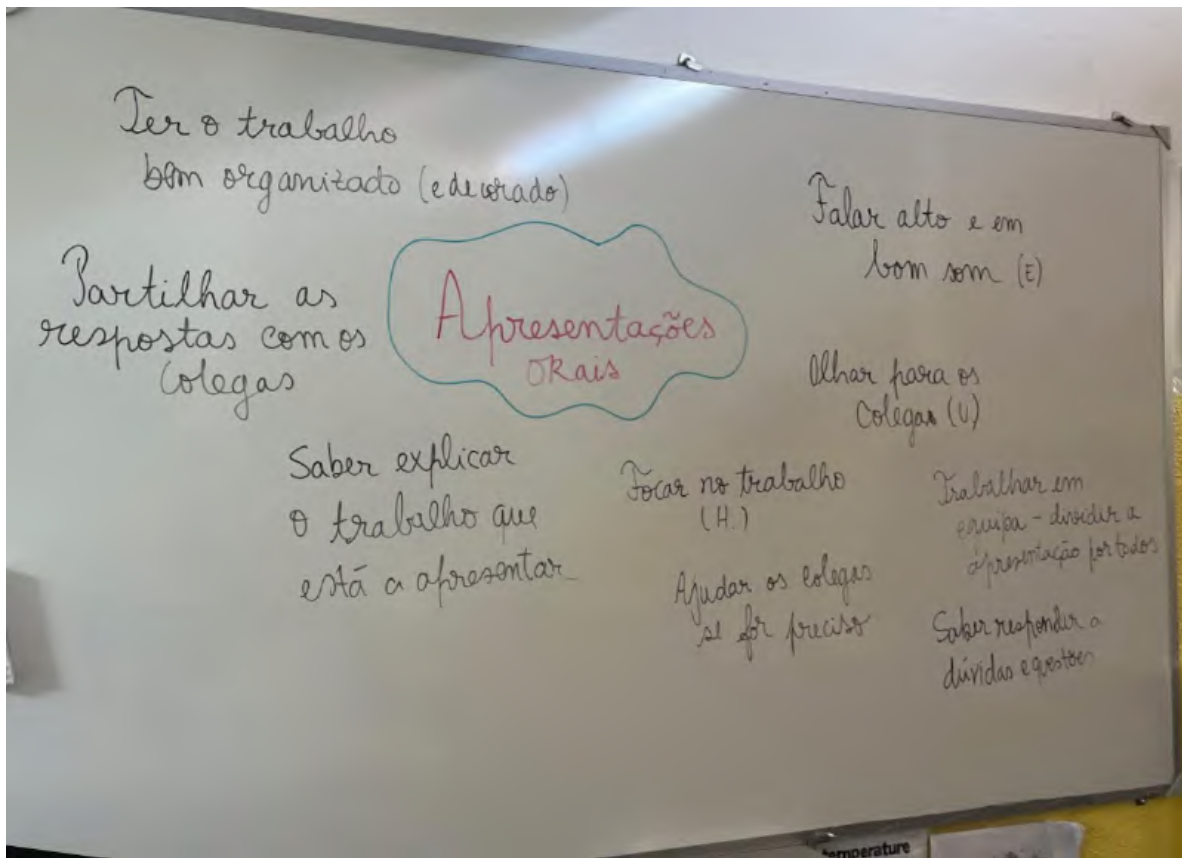 Ter o trabalho
bem organizado (e decorado)
Partilhar as
respostas com os
colegas
Apresentações
orais
Falar alto e em
bom som (E)
Olhar para os
colegas (U)
Saber explicar
o trabalho que
está a apresentar
Focar no trabalho
(H.)
Ajudar os colegas
se for preciso
Trabalhar em
equipa - dividir a
apresentação por todos
Saber responder a
dúvidas e questões
temperature